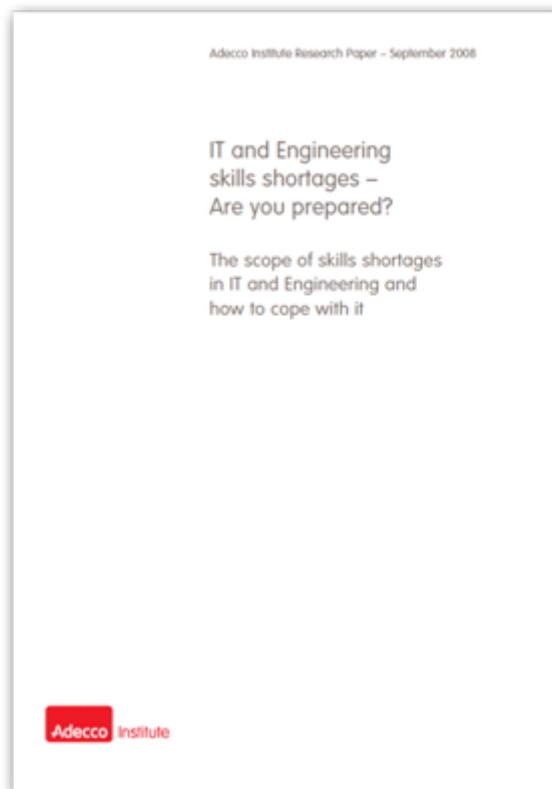 Adecco Institute Research Paper – September 2008
IT and Engineering
skills shortages –
Are you prepared?
The scope of skills shortages
in IT and Engineering and
how to cope with it
Adecco Institute